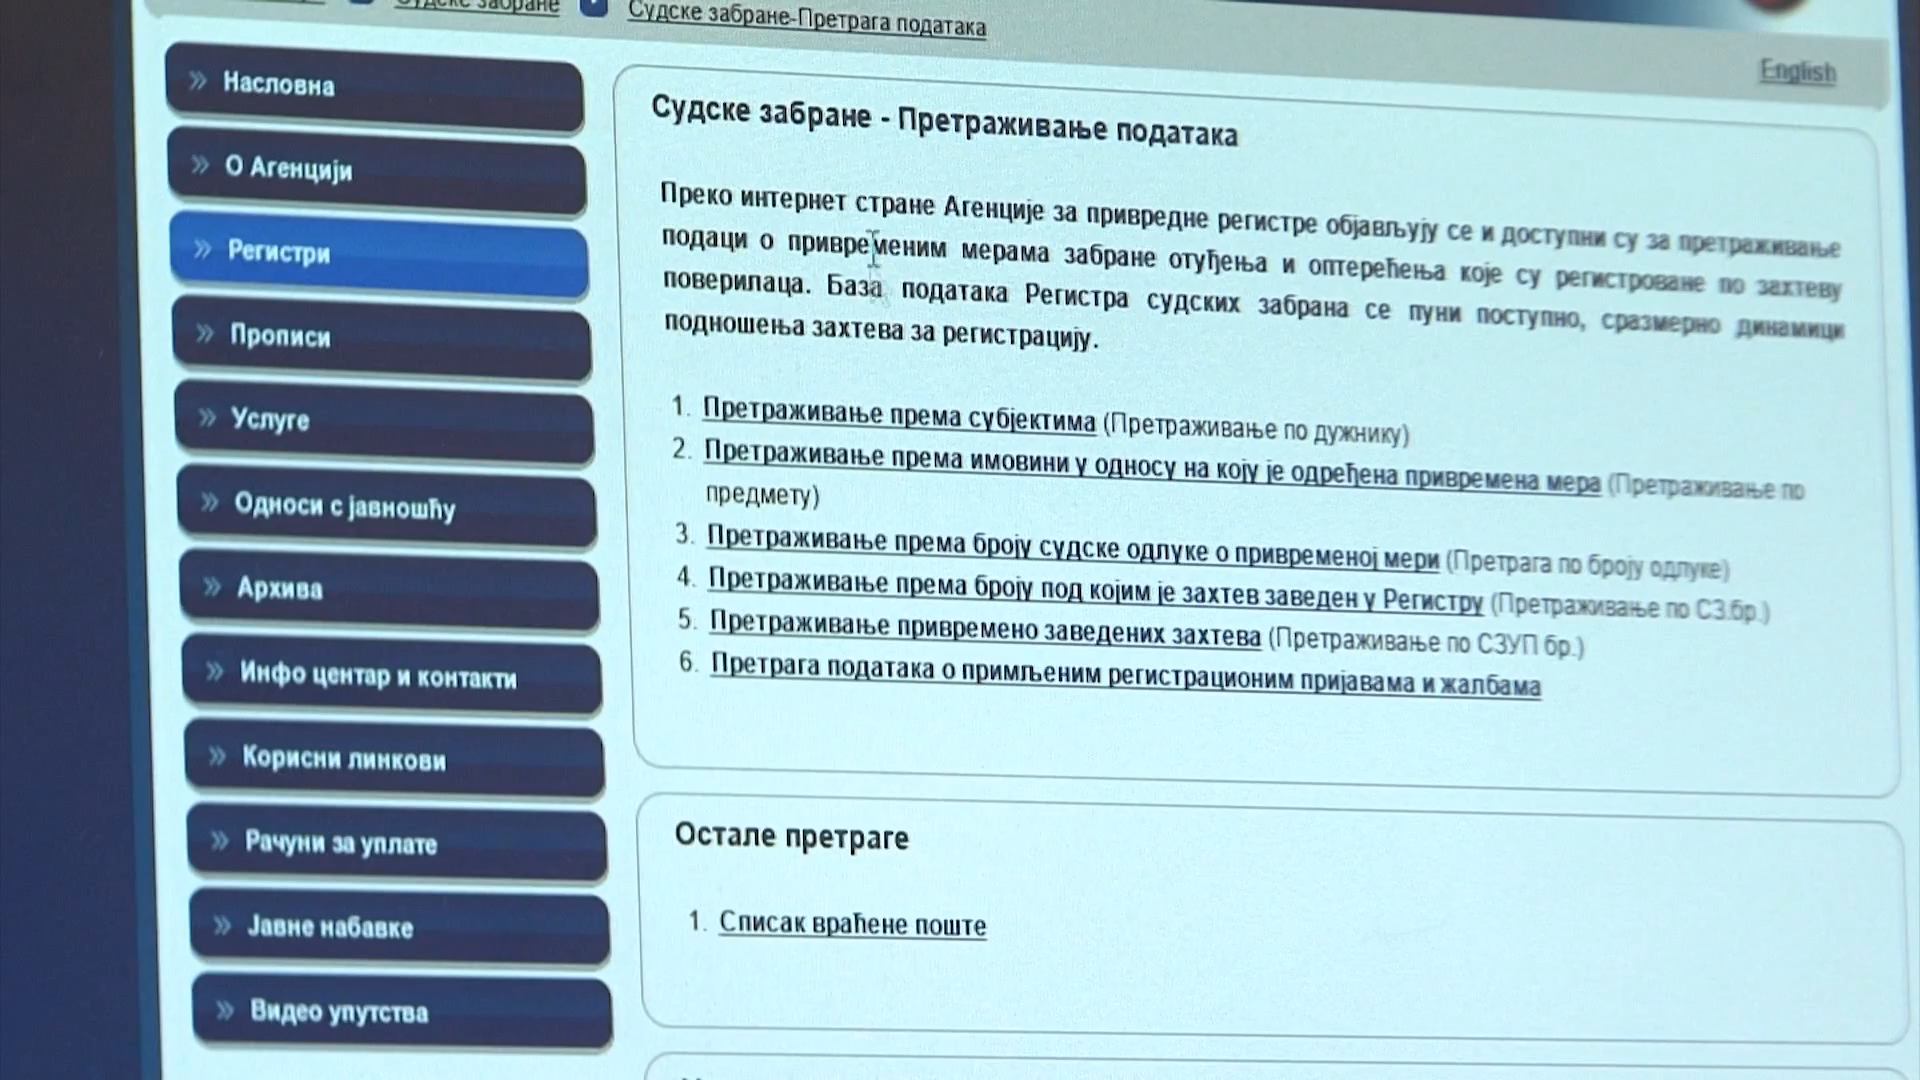 Судске забране
Судске забране-Претрага података
English
Насловна
О Агенцији
Регистри
Прописи
Услуге
Односи с јавношћу
Архива
Инфо центар и контакти
Корисни линкови
Рачуни за уплате
Јавне набавке
Видео упутства
Судске забране - Претраживање података
Преко интернет стране Агенције за привредне регистре објављују се и доступни су за претраживање
подаци о привременим мерама забране отуђења и оптерећења које су регистроване по захтеву
поверилаца. База података Регистра судских забрана се пуни поступно, сразмерно динамици
подношења захтева за регистрацију.
1. Претраживање према субјектима (Претраживање по дужнику)
2. Претраживање према имовини у односу на коју је одређена привремена мера (Претраживање по
предмету)
3. Претраживање према броју судске одлуке о привременој мери (Претрага по броју одлуке)
4. Претраживање према броју под којим је захтев заведен у Регистру (Претраживање по СЗ.бр.)
5. Претраживање привремено заведених захтева (Претраживање по СЗУП бр.)
6. Претрага података о примљеним регистрационим пријавама и жалбама
Остале претраге
1. Списак враћене поште